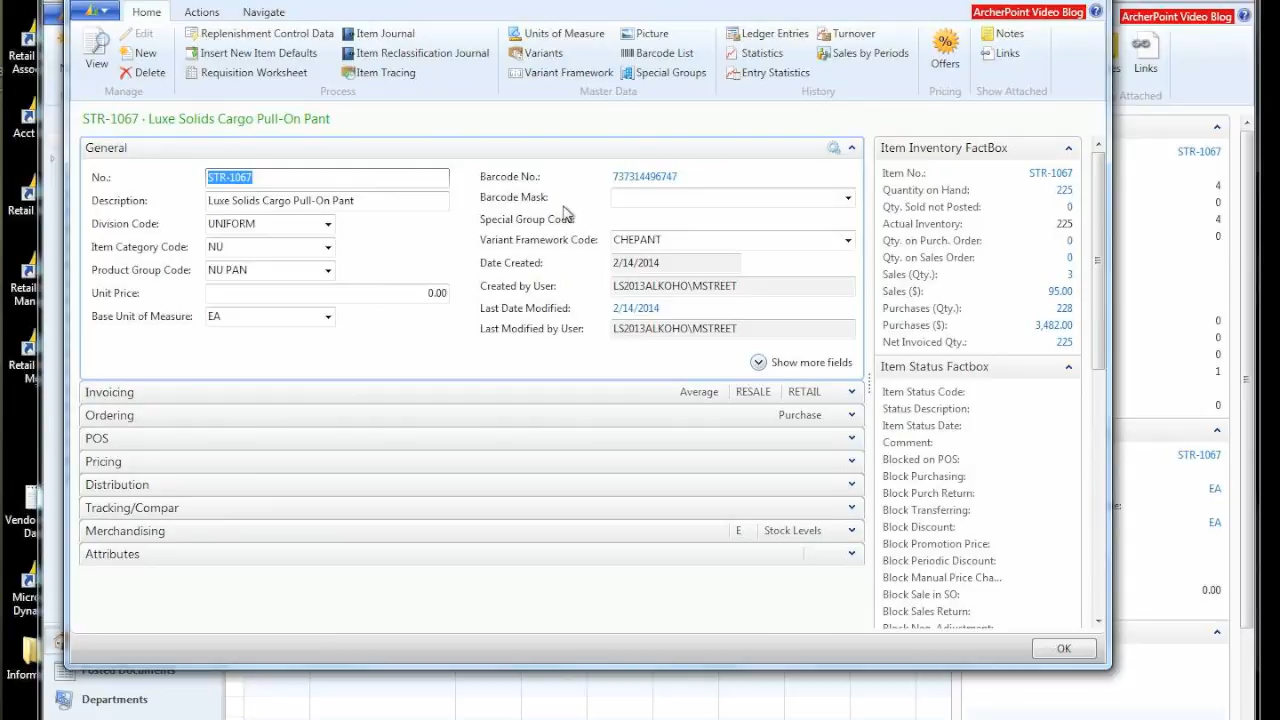 Home Actions Navigate ArcherPoint Video Blog
ArcherPoint Video Blog
Edit
New
Delete
View
Manage
Replenishment Control Data
Insert New Item Defaults
Requisition Worksheet
Item Journ
Item Reclassification Journal
Item Tracing
Process
Units of Measure
Variants
Variant Framework
Picture
Barcode List
Special Groups
Master Data
Ledger Entries
Statistics
Entry Statistics
Turnover
Sales by Periods
History
Offers
Pricing
Notes
Links
Show Attached
Links
Attached
STR-1067 · Luxe Solids Cargo Pull-On Pant
General
No.: STR-1067
Description: Luxe Solids Cargo Pull-On Pant
Division Code: UNIFORM
Item Category Code: NU
Product Group Code: NU PAN
Unit Price: 0.00
Base Unit of Measure: EA
Barcode No.: 737314496747
Barcode Mask:
Special Group Code:
Variant Framework Code: CHEPANT
Date Created: 2/14/2014
Created by User: LS2013ALKOHO\MSTREET
Last Date Modified: 2/14/2014
Last Modified by User: LS2013ALKOHO\MSTREET
Show more fields
Invoicing Average RESALE RETAIL
Ordering Purchase
POS
Pricing
Distribution
Tracking/Compar
Merchandising E Stock Levels
Attributes
Item Inventory FactBox
Item No.: STR-1067
Quantity on Hand: 225
Qty. Sold not Posted: 0
Actual Inventory: 225
Qty. on Purch. Order: 0
Qty. on Sales Order: 0
Sales (Qty.): 3
Sales ($): 95.00
Purchases (Qty.): 228
Purchases ($): 3,482.00
Net Invoiced Qty.: 225
Item Status Factbox
Item Status Code:
Status Description:
Item Status Date:
Comment:
Blocked on POS:
Block Purchasing:
Block Purch Return:
Block Transferring:
Block Discount:
Block Promotion Price:
Block Periodic Discount:
Block Manual Price Cha...
Block Sale in SO:
Block Sales Return:
Block Neg. Adjustment:
OK
STR-1067
4
0
4
0
0
0
0
1
0
STR-1067
EA
EA
0.00
Retail
Asso
Acct
Retail
Retail
Man
Retail
Vendo
Da
Micro
Dyna
Inform
Posted Documents
Departments